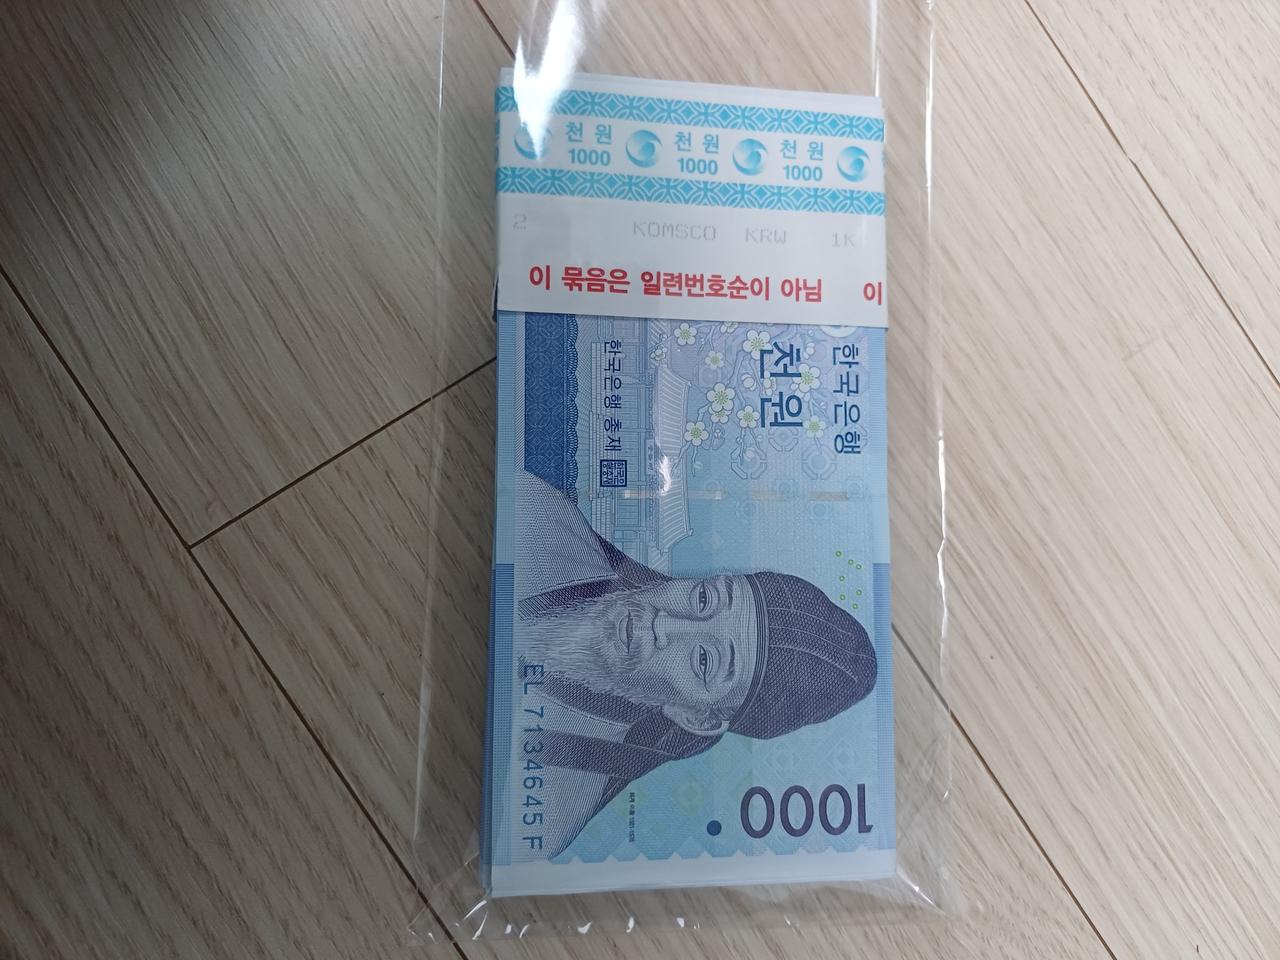 천 원 천 원 천 원
1000 1000 1000
2 KOMSCO KRW 1K
이 묶음은 일련번호순이 아님 이
한국은행
천원
한국은행 총재
EL 7134645 F
1000